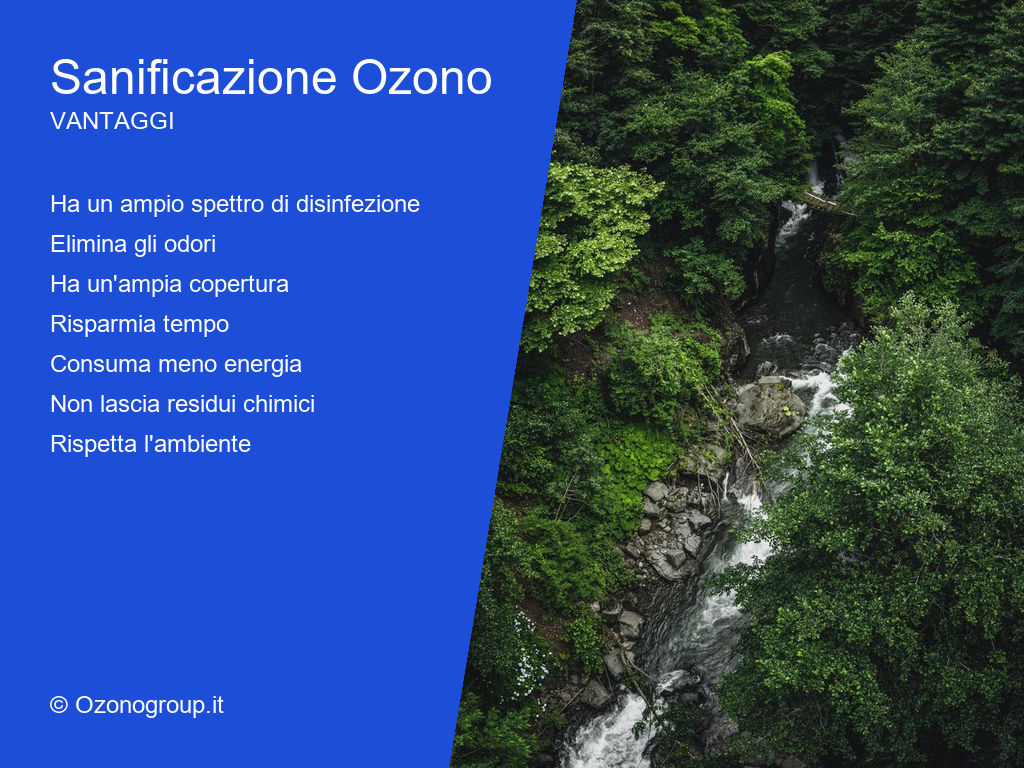 Sanificazione Ozono
VANTAGGI
Ha un ampio spettro di disinfezione
Elimina gli odori
Ha un'ampia copertura
Risparmia tempo
Consuma meno energia
Non lascia residui chimici
Rispetta l'ambiente
© Ozonogroup.it